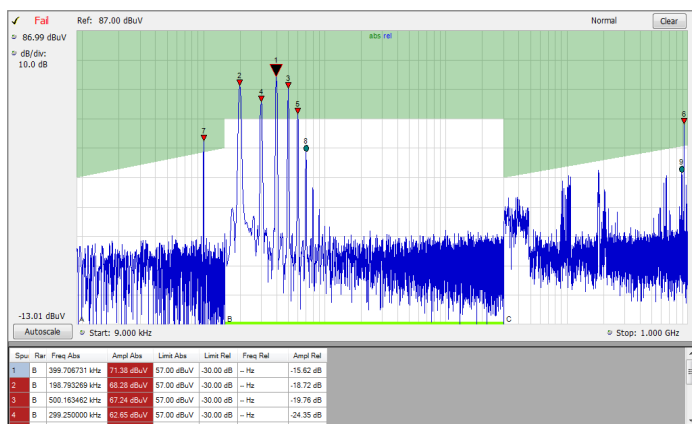 ✓ Fail Ref: 87.00 dBuV Normal Clear
86.99 dBuV
dB/div:
10.0 dB
abs rel
1
2
3
4
5
6
7
8
9
-13.01 dBuV
A B C
Autoscale Start: 9.000 kHz Stop: 1.000 GHz
Spu Rar Freq Abs Ampl Abs Limit Abs Limit Rel Freq Rel Ampl Rel
1 B 399.706731 kHz 71.38 dBuV 57.00 dBuV -30.00 dB -- Hz -15.62 dB
2 B 198.793269 kHz 68.28 dBuV 57.00 dBuV -30.00 dB -- Hz -18.72 dB
3 B 500.163462 kHz 67.24 dBuV 57.00 dBuV -30.00 dB -- Hz -19.76 dB
4 B 299.250000 kHz 62.65 dBuV 57.00 dBuV -30.00 dB -- Hz -24.35 dB